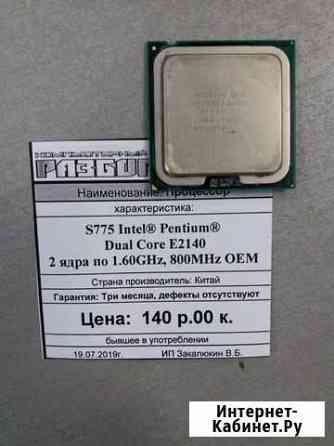 КОМПЬЮТЕРНЫЙ
РАЗБОР
Наименование: Процессор
характеристика:
S775 Intel® Pentium®
Dual Core E2140
2 ядра по 1.60GHz, 800MHz OEM
Страна производитель: Китай
Гарантия: Три месяца, дефекты отсутствуют
Цена: 140 р.00 к.
бывшее в употреблении
19.07.2019г. ИП Закалюкин В.Б.
Интернет-
Кабинет.Ру